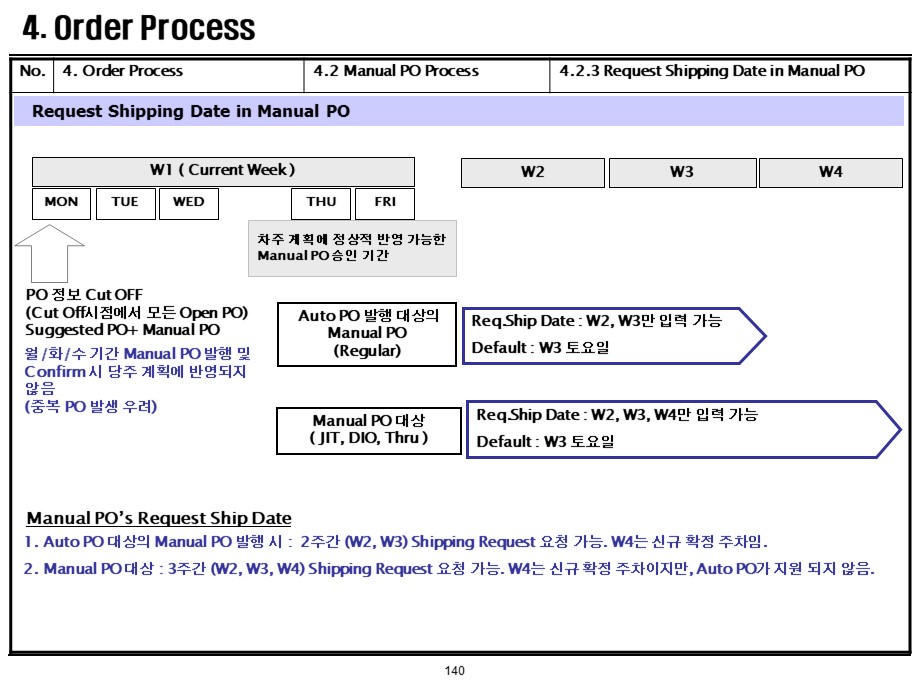 4. Order Process
No. 4. Order Process 4.2 Manual PO Process 4.2.3 Request Shipping Date in Manual PO
Request Shipping Date in Manual PO
W1 ( Current Week ) W2 W3 W4
MON TUE WED THU FRI
차주 계획에 정상적 반영 가능한
Manual PO 승인 기간
PO 정보 Cut OFF
(Cut Off시점에서 모든 Open PO)
Suggested PO+ Manual PO
월/화/수 기간 Manual PO 발행 및
Confirm 시 당주 계획에 반영되지
않음
(중복 PO 발생 우려)
Auto PO 발행 대상의
Manual PO
(Regular)
Req.Ship Date : W2, W3만 입력 가능
Default : W3 토요일
Manual PO 대상
( JIT, DIO, Thru )
Req.Ship Date : W2, W3, W4만 입력 가능
Default : W3 토요일
Manual PO's Request Ship Date
1. Auto PO 대상의 Manual PO 발행 시 : 2주간 (W2, W3) Shipping Request 요청 가능. W4는 신규 확정 주차임.
2. Manual PO 대상 : 3주간 (W2, W3, W4) Shipping Request 요청 가능. W4는 신규 확정 주차이지만, Auto PO가 지원 되지 않음.
140